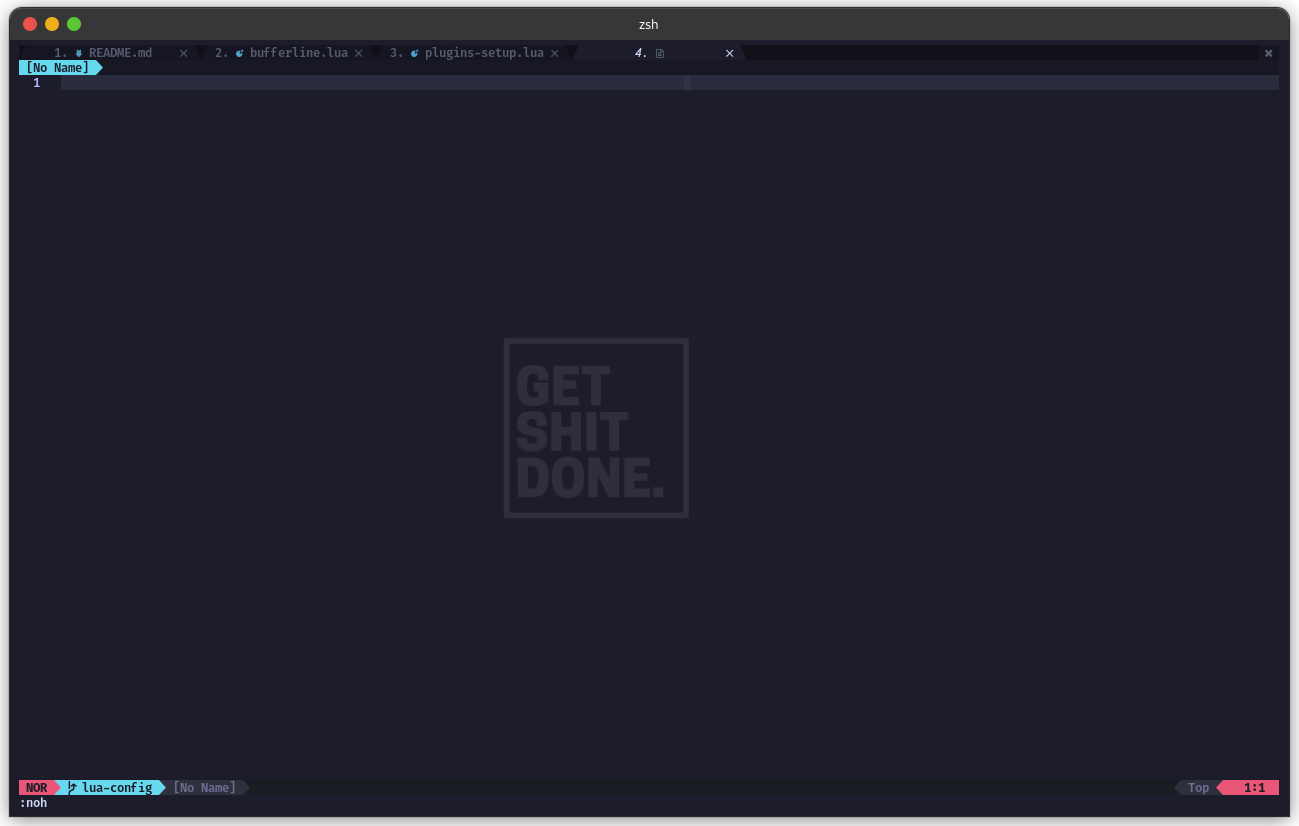 zsh
1. README.md × 2. bufferline.lua × 3. plugins-setup.lua × 4. ×
[No Name]
1
GET
SHIT
DONE.
NOR lua-config [No Name] Top 1:1
:noh